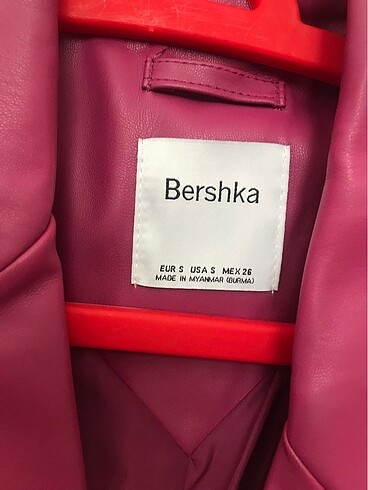 Bershka
EUR S USA S MEX 26
MADE IN MYANMAR (BURMA)